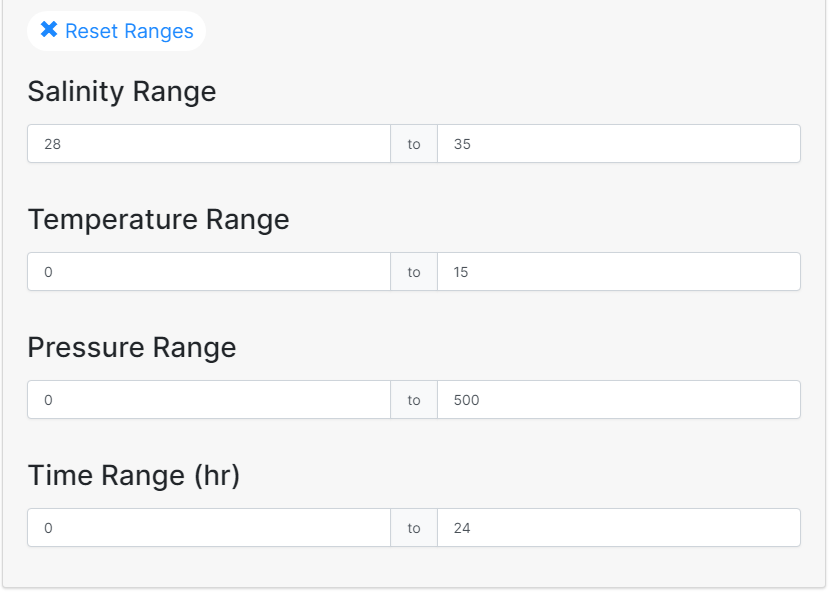 Reset Ranges
Salinity Range
28 to 35
Temperature Range
0 to 15
Pressure Range
0 to 500
Time Range (hr)
0 to 24